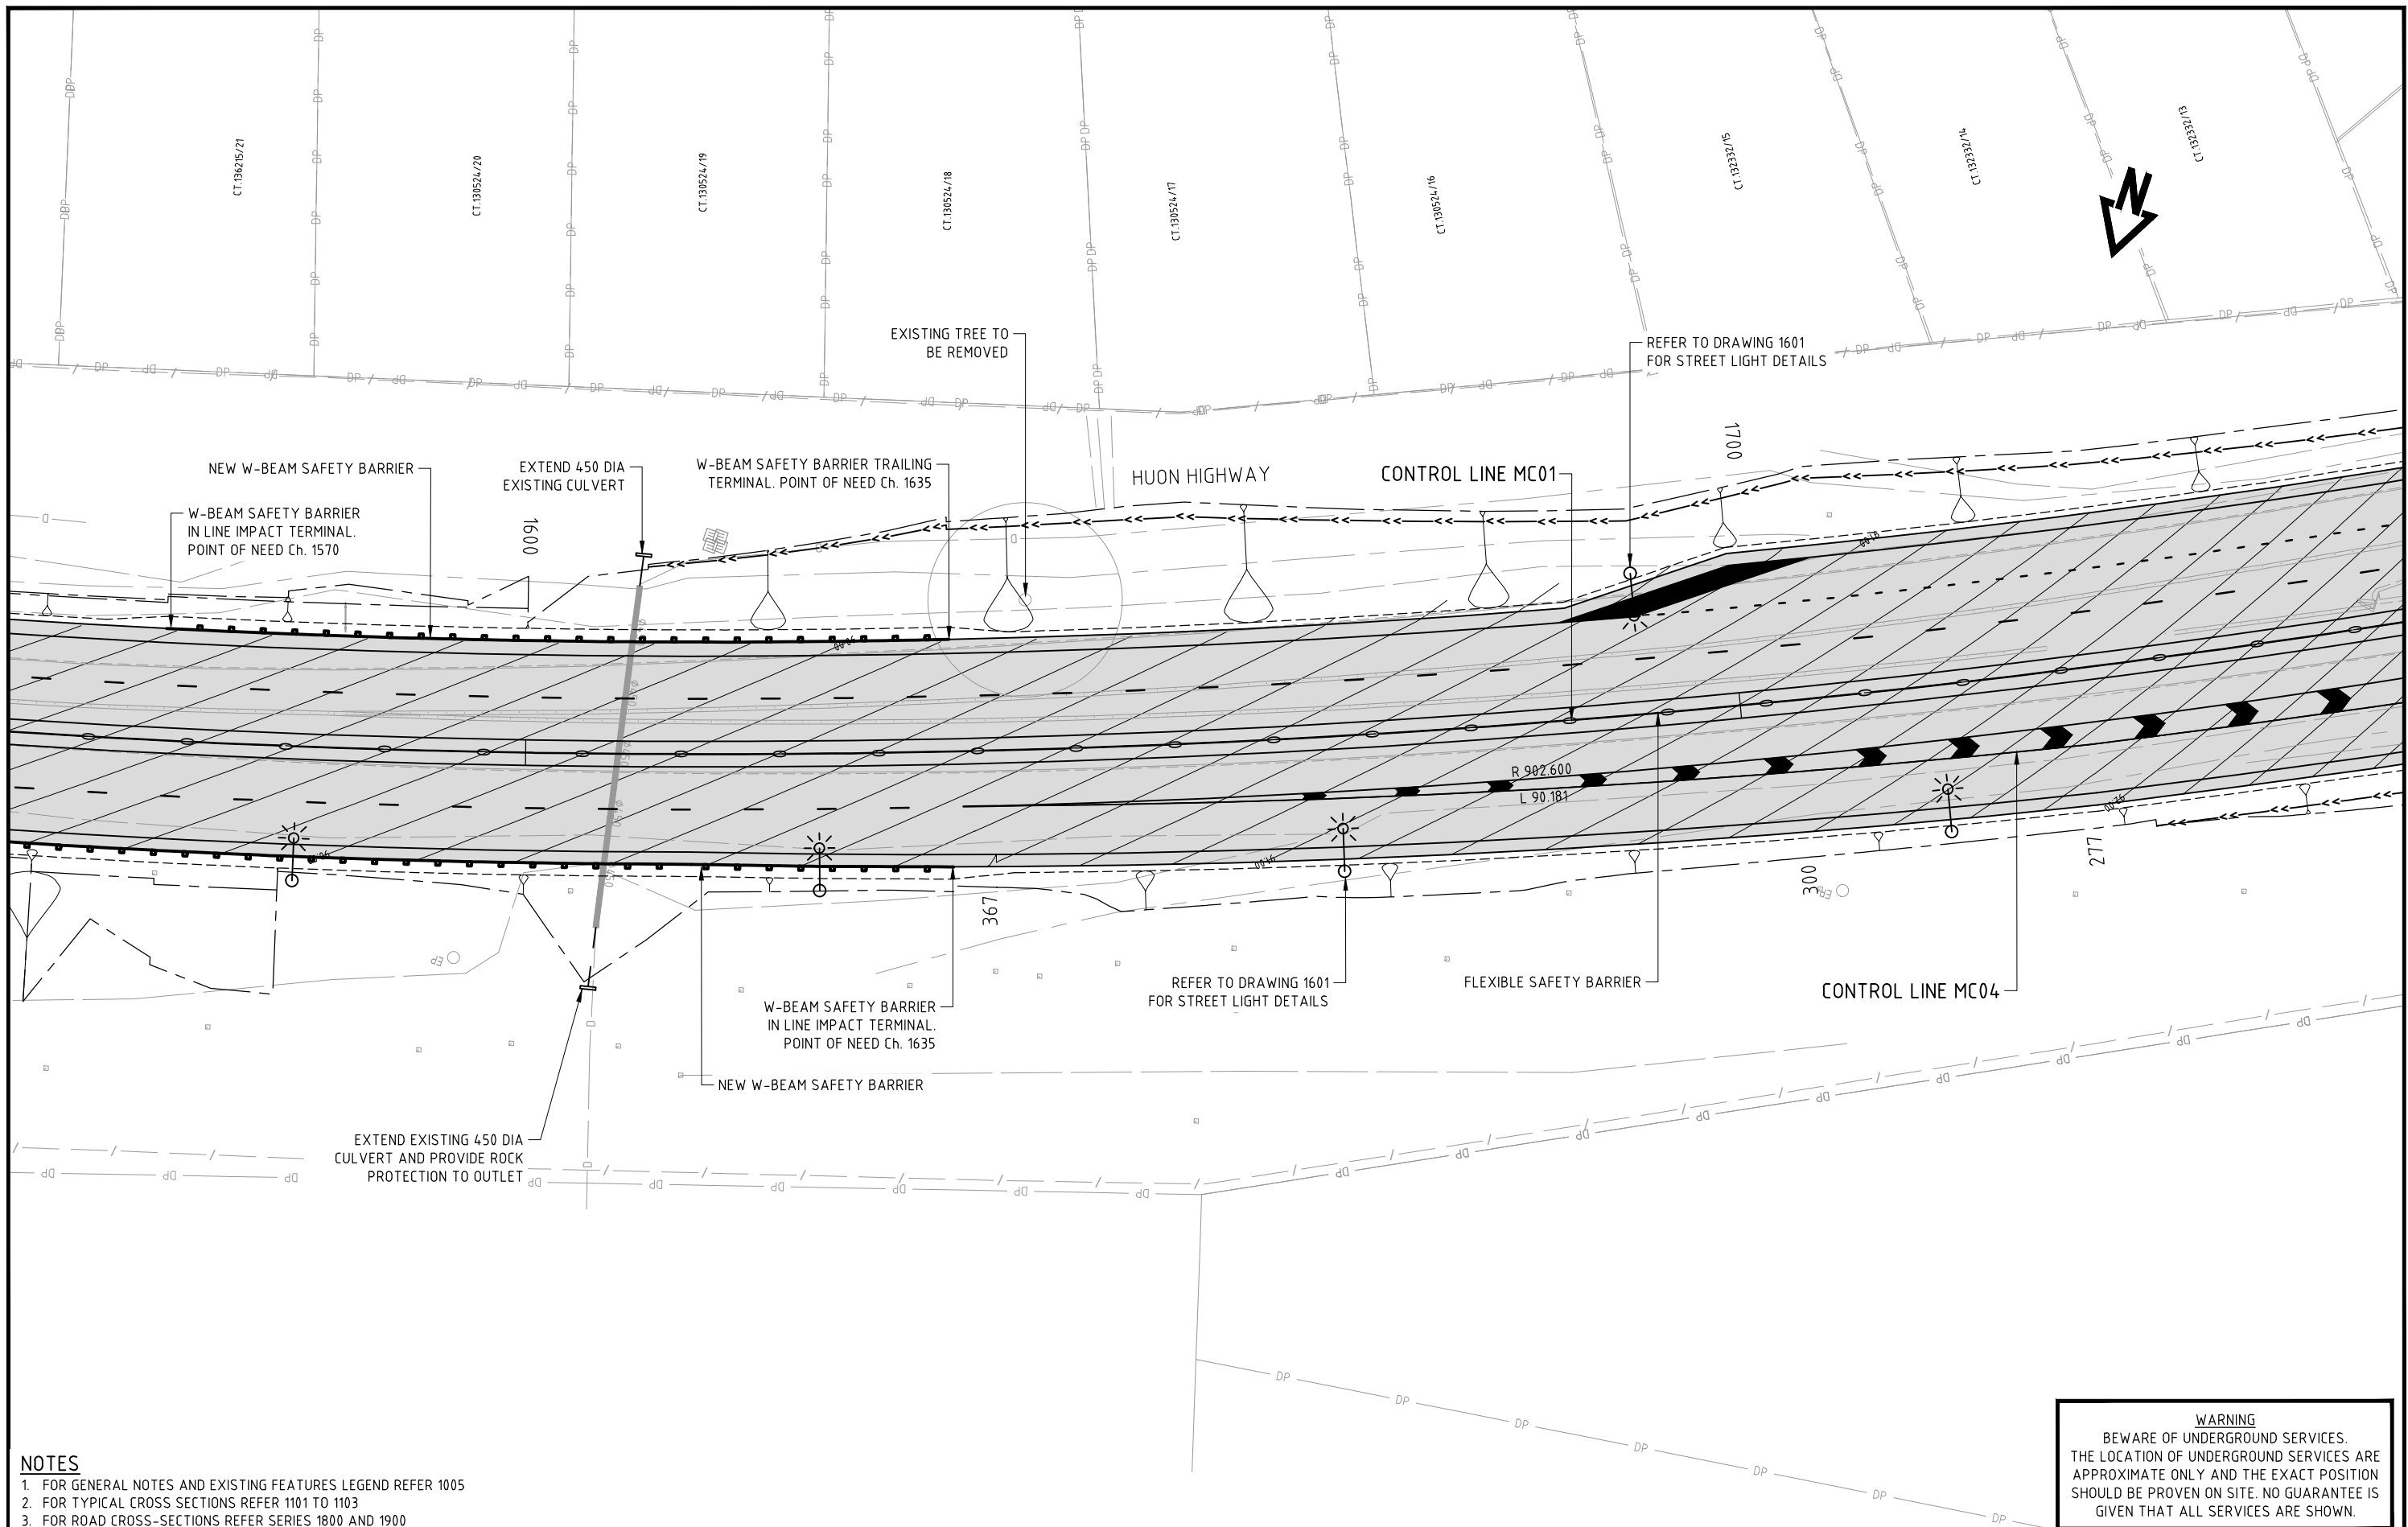 CT.136215/21
CT.130524/20
CT.130524/19
CT.130524/18
CT.130524/17
CT.130524/16
CT.132332/15
CT.132232/14
CT.132232/13
N
EXISTING TREE TO
BE REMOVED
REFER TO DRAWING 1601
FOR STREET LIGHT DETAILS
NEW W-BEAM SAFETY BARRIER
EXTEND 450 DIA
EXISTING CULVERT
W-BEAM SAFETY BARRIER TRAILING
TERMINAL. POINT OF NEED Ch. 1635
HUON HIGHWAY
CONTROL LINE MC01
1700
W-BEAM SAFETY BARRIER
IN LINE IMPACT TERMINAL.
POINT OF NEED Ch. 1570
1600
R 902.600
L 90.181
367
300
277
EP
EP
REFER TO DRAWING 1601
FOR STREET LIGHT DETAILS
FLEXIBLE SAFETY BARRIER
CONTROL LINE MC04
W-BEAM SAFETY BARRIER
IN LINE IMPACT TERMINAL.
POINT OF NEED Ch. 1635
NEW W-BEAM SAFETY BARRIER
EXTEND EXISTING 450 DIA
CULVERT AND PROVIDE ROCK
PROTECTION TO OUTLET
NOTES
1. FOR GENERAL NOTES AND EXISTING FEATURES LEGEND REFER 1005
2. FOR TYPICAL CROSS SECTIONS REFER 1101 TO 1103
3. FOR ROAD CROSS-SECTIONS REFER SERIES 1800 AND 1900
WARNING
BEWARE OF UNDERGROUND SERVICES.
THE LOCATION OF UNDERGROUND SERVICES ARE
APPROXIMATE ONLY AND THE EXACT POSITION
SHOULD BE PROVEN ON SITE. NO GUARANTEE IS
GIVEN THAT ALL SERVICES ARE SHOWN.